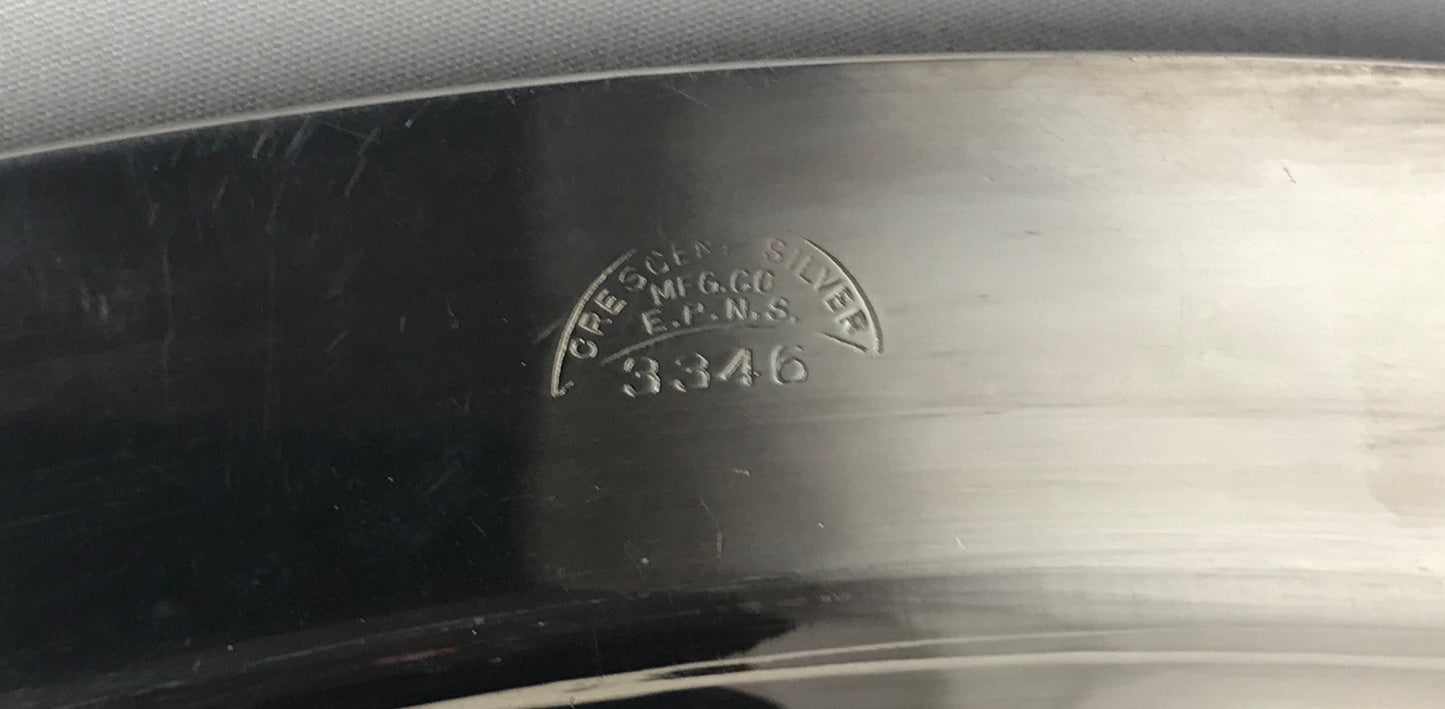 CRESCENT SILVER
MFG.CO
E.P.N.S.
3346